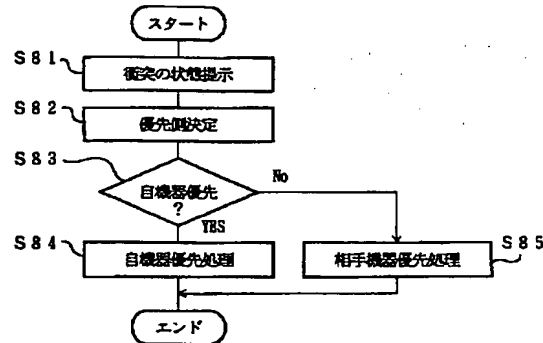 スタート
S81
衝突の状態提示
S82
優先側決定
S83
自機器優先
?
No
YES
S84
自機器優先処理
S85
相手機器優先処理
エンド